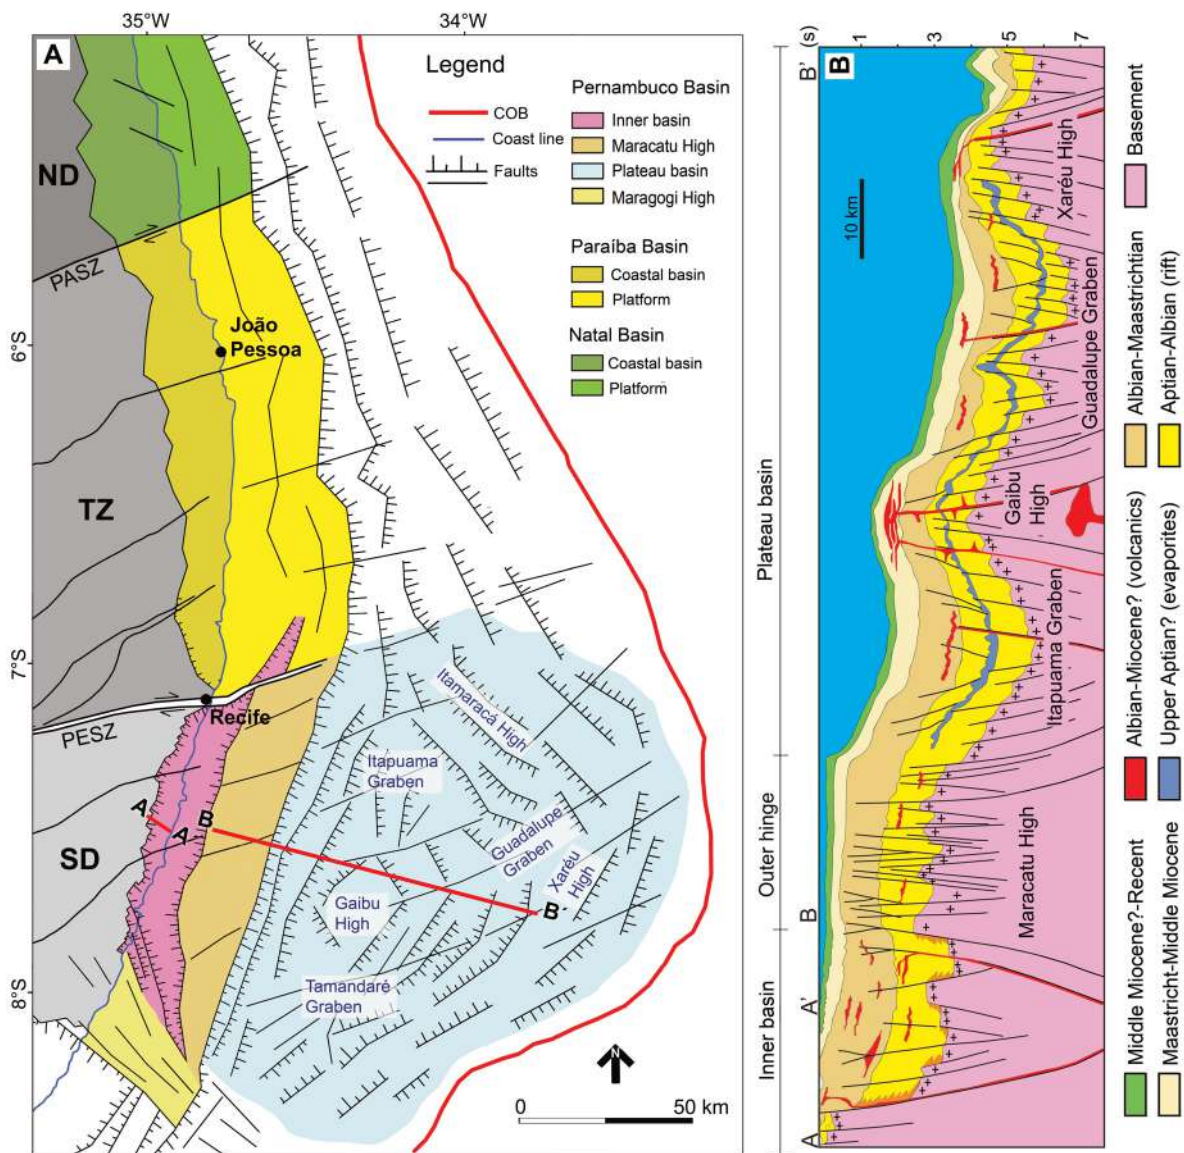 35°W
34°W
A
Legend
COB
Coast line
Faults
Pernambuco Basin
Inner basin
Maracatu High
Plateau basin
Maragogi High
Paraíba Basin
Coastal basin
Platform
Natal Basin
Coastal basin
Platform
ND
PASZ
6°S
João
Pessoa
TZ
7°S
Recife
PESZ
Itamaracá High
Itapuama
Graben
A
A'
B
SD
Guadalupe
Graben
Xaréu
High
B'
Gaibu
High
Tamandaré
Graben
8°S
N
0
50 km
B
(s)
1
3
5
7
B'
10 km
Plateau basin
Outer hinge
Inner basin
B
A'
A
Xaréu High
Guadalupe Graben
Gaibu
High
Itapuama Graben
Maracatu High
Middle Miocene?-Recent
Maastricht-Middle Miocene
Albian-Miocene? (volcanics)
Upper Aptian? (evaporites)
Albian-Maastrichtian
Aptian-Albian (rift)
Basement